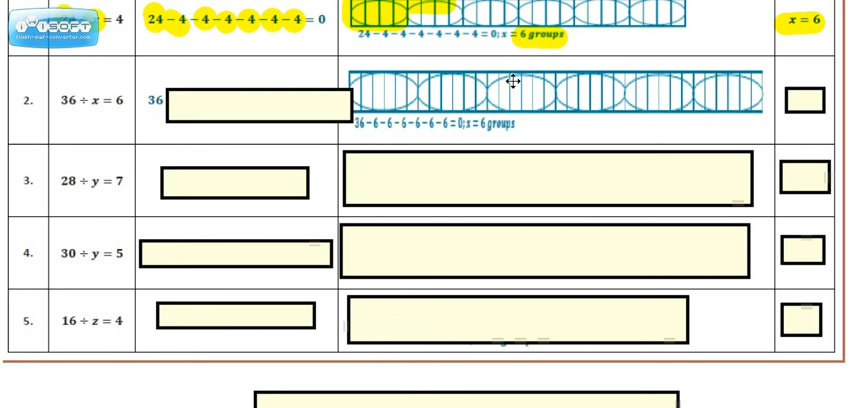 = 4
24 − 4 − 4 − 4 − 4 − 4 − 4 = 0
24 − 4 − 4 − 4 − 4 − 4 − 4 = 0; x = 6 groups
x = 6
2.
36 ÷ x = 6
36
36 − 6 − 6 − 6 − 6 − 6 − 6 = 0; x = 6 groups
3.
28 ÷ y = 7
4.
30 ÷ y = 5
5.
16 ÷ z = 4